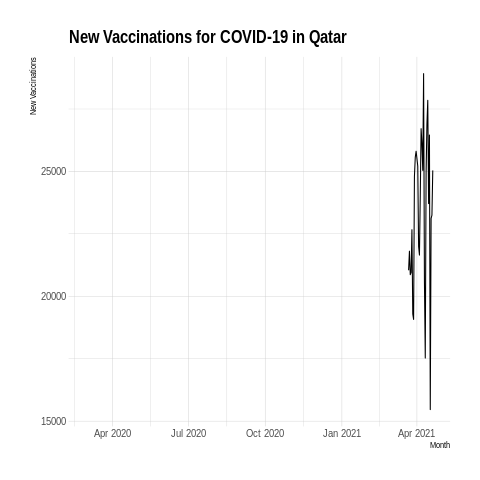 New Vaccinations for COVID-19 in Qatar
New Vaccinations
25000
20000
15000
Apr 2020 Jul 2020 Oct 2020 Jan 2021 Apr 2021
Month